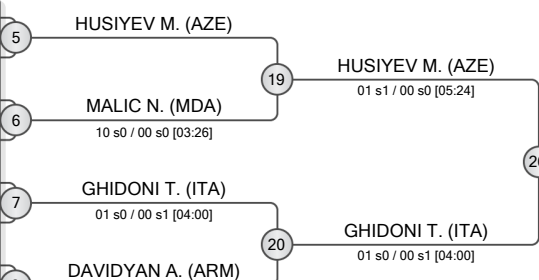 HUSIYEV M. (AZE)
5
HUSIYEV M. (AZE)
19
01 s1 / 00 s0 [05:24]
MALIC N. (MDA)
6
10 s0 / 00 s0 [03:26]
GHIDONI T. (ITA)
7
01 s0 / 00 s1 [04:00]
GHIDONI T. (ITA)
20
01 s0 / 00 s1 [04:00]
DAVIDYAN A. (ARM)